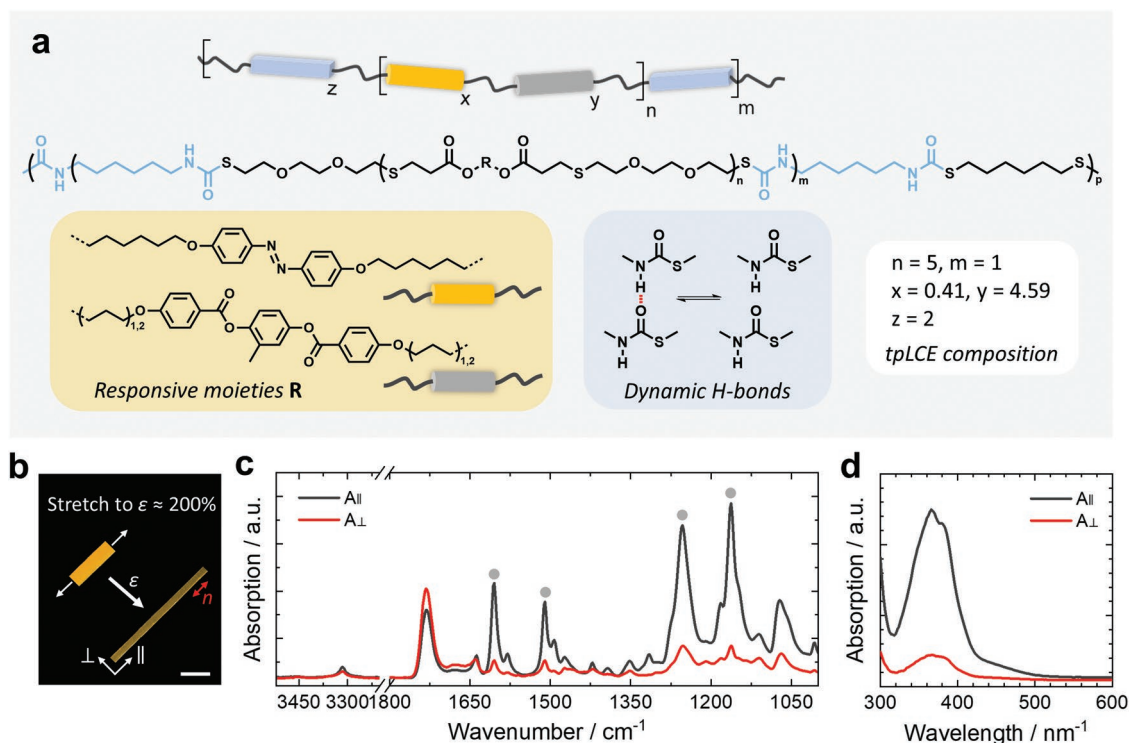 a
z
x
y
n
m
O
N
H
H
N
O
S
O
O
S
O
O
R
O
O
S
O
O
n
S
O
N
H
m
H
N
O
S
S
p
O
N
N
O
O
1,2
O
O
O
O
O
1,2
Responsive moieties R
O
N
S
H
O
N
S
H
O
N
S
H
O
N
S
H
Dynamic H-bonds
n = 5, m = 1
x = 0.41, y = 4.59
z = 2
tpLCE composition
b
Stretch to ε ≈ 200%
ε
n
⊥
||
c
A||
A⊥
Absorption / a.u.
3450
3300
1800
1650
1500
1350
1200
1050
Wavenumber / cm-1
d
A||
A⊥
Absorption / a.u.
300
400
500
600
Wavelength / nm-1